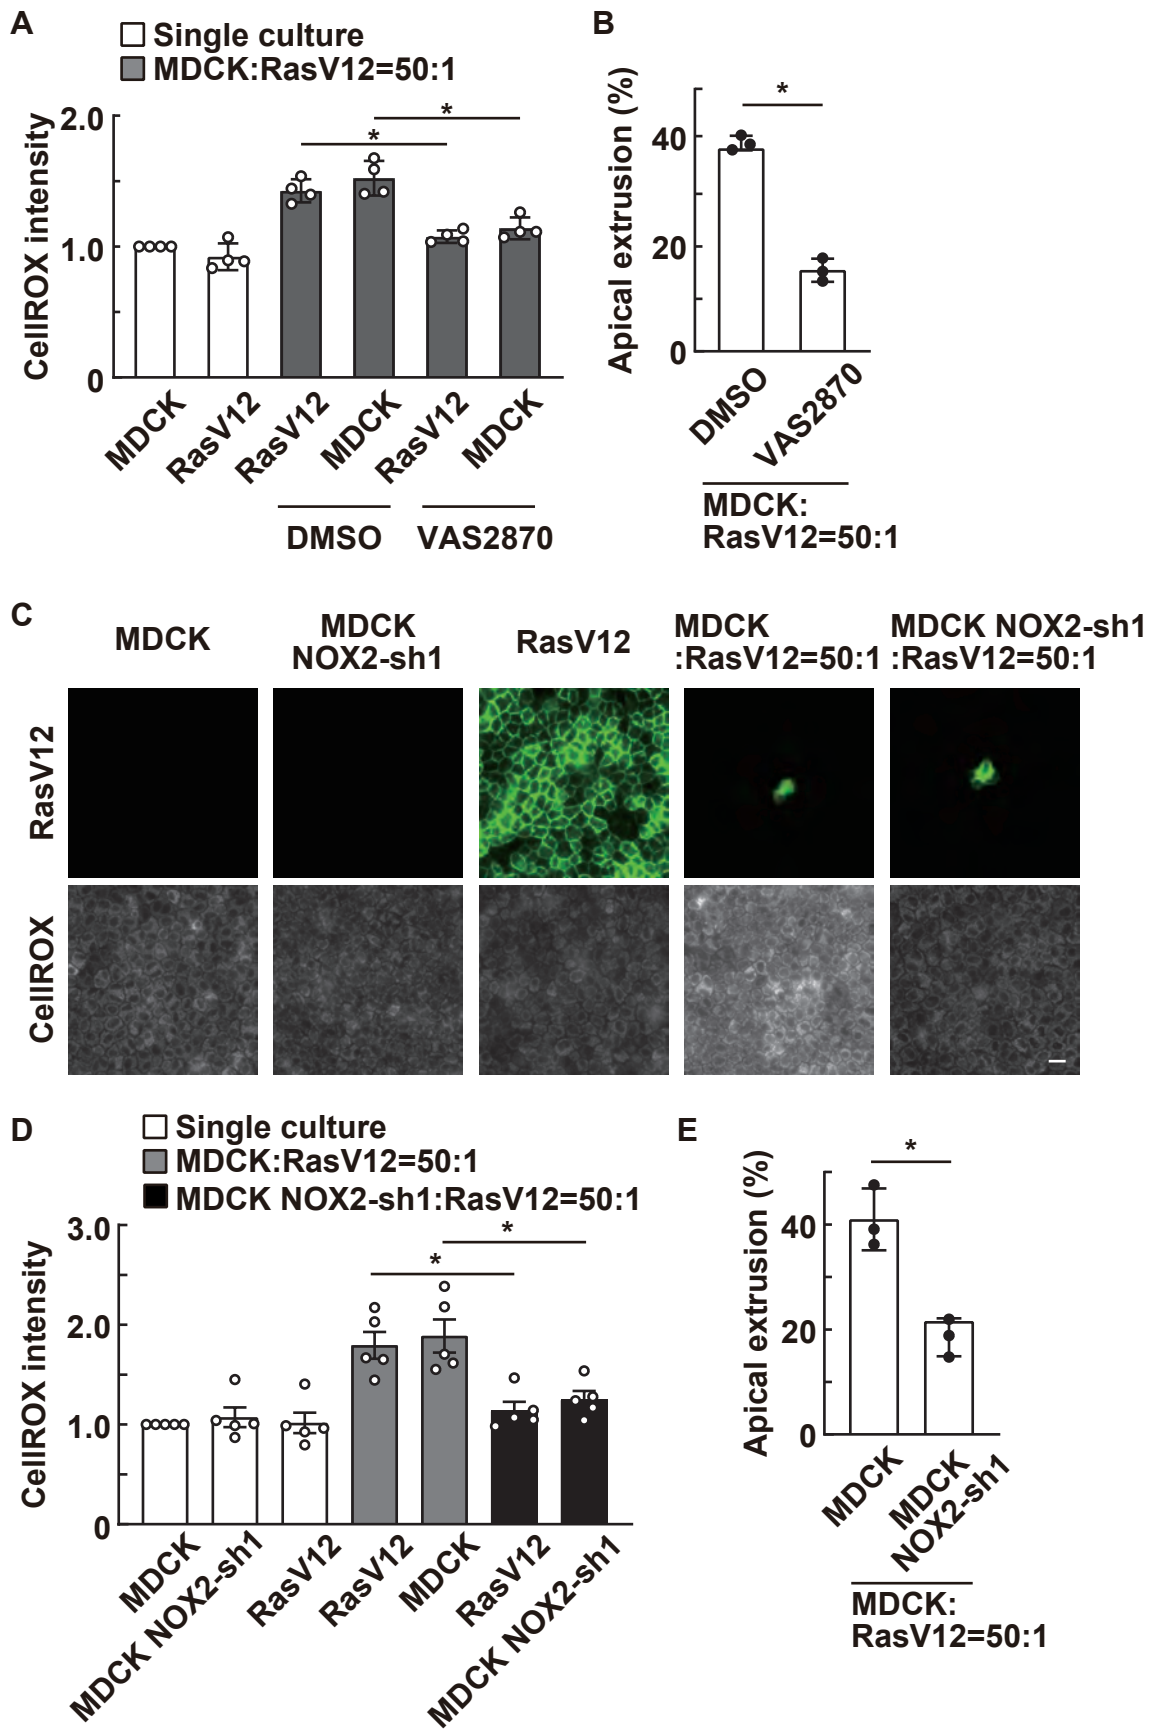 A
Single culture
MDCK:RasV12=50:1
CellROX intensity
2.0
1.0
0
*
*
MDCK
RasV12
RasV12
MDCK
RasV12
MDCK
DMSO
VAS2870
B
Apical extrusion (%)
40
20
0
*
DMSO
VAS2870
MDCK:
RasV12=50:1
C
MDCK
MDCK
NOX2-sh1
RasV12
MDCK
:RasV12=50:1
MDCK NOX2-sh1
:RasV12=50:1
RasV12
CellROX
D
Single culture
MDCK:RasV12=50:1
MDCK NOX2-sh1:RasV12=50:1
CellROX intensity
3.0
2.0
1.0
0
*
*
MDCK
MDCK NOX2-sh1
RasV12
RasV12
MDCK
RasV12
MDCK NOX2-sh1
E
Apical extrusion (%)
40
20
0
*
MDCK
MDCK
NOX2-sh1
MDCK:
RasV12=50:1